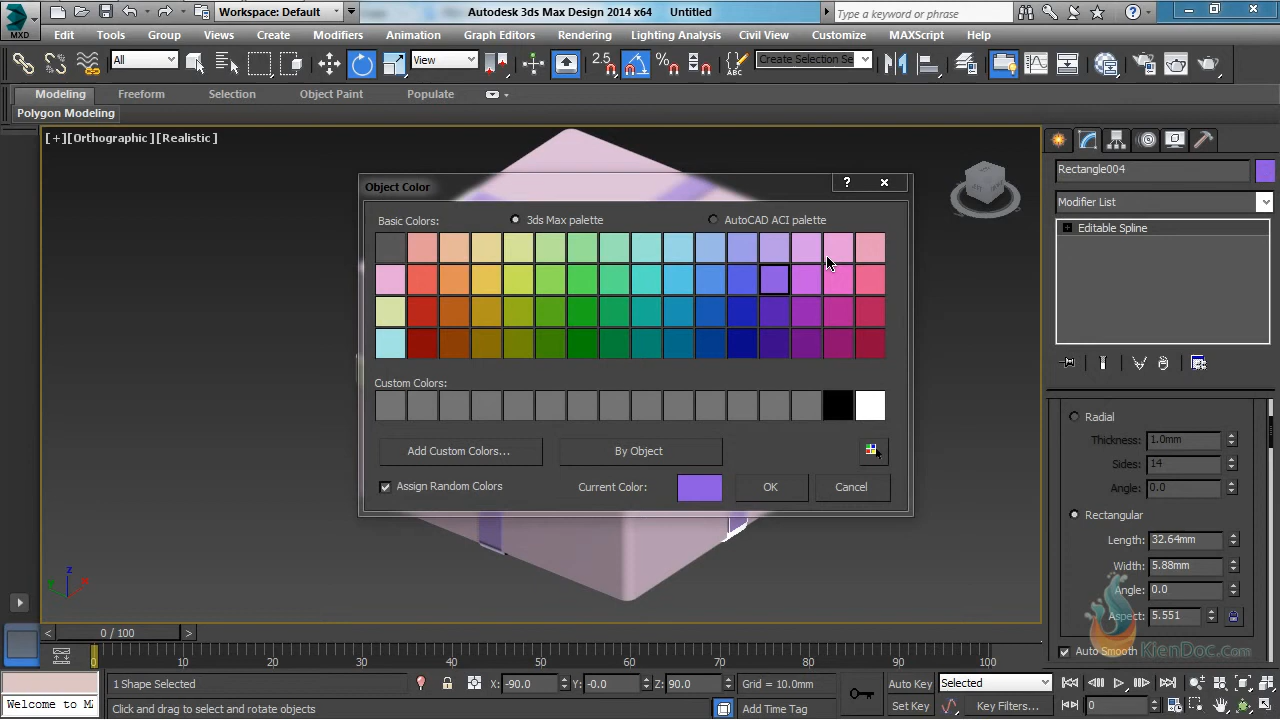 Workspace: Default
Autodesk 3ds Max Design 2014 x64 Untitled
Type a keyword or phrase
MXD
Edit Tools Group Views Create Modifiers Animation Graph Editors Rendering Lighting Analysis Civil View Customize MAXScript Help
All
View
2.5
Create Selection Se
Modeling Freeform Selection Object Paint Populate
Polygon Modeling
[+][Orthographic][Realistic]
Object Color
Basic Colors:
3ds Max palette
AutoCAD ACI palette
Custom Colors:
Add Custom Colors...
By Object
Assign Random Colors
Current Color:
OK
Cancel
Rectangle004
Modifier List
Editable Spline
Radial
Thickness: 1.0mm
Sides: 14
Angle: 0.0
Rectangular
Length: 32.64mm
Width: 5.88mm
Angle: 0.0
Aspect: 5.551
Auto Smooth
KienDoc.com
z
0 / 100
0 10 20 30 40 50 60 70 80 90 100
1 Shape Selected
X: -90.0 Y: -0.0 Z: 90.0
Grid = 10.0mm
Auto Key
Selected
Welcome to MA
Click and drag to select and rotate objects
Add Time Tag
Set Key
Key Filters...
0